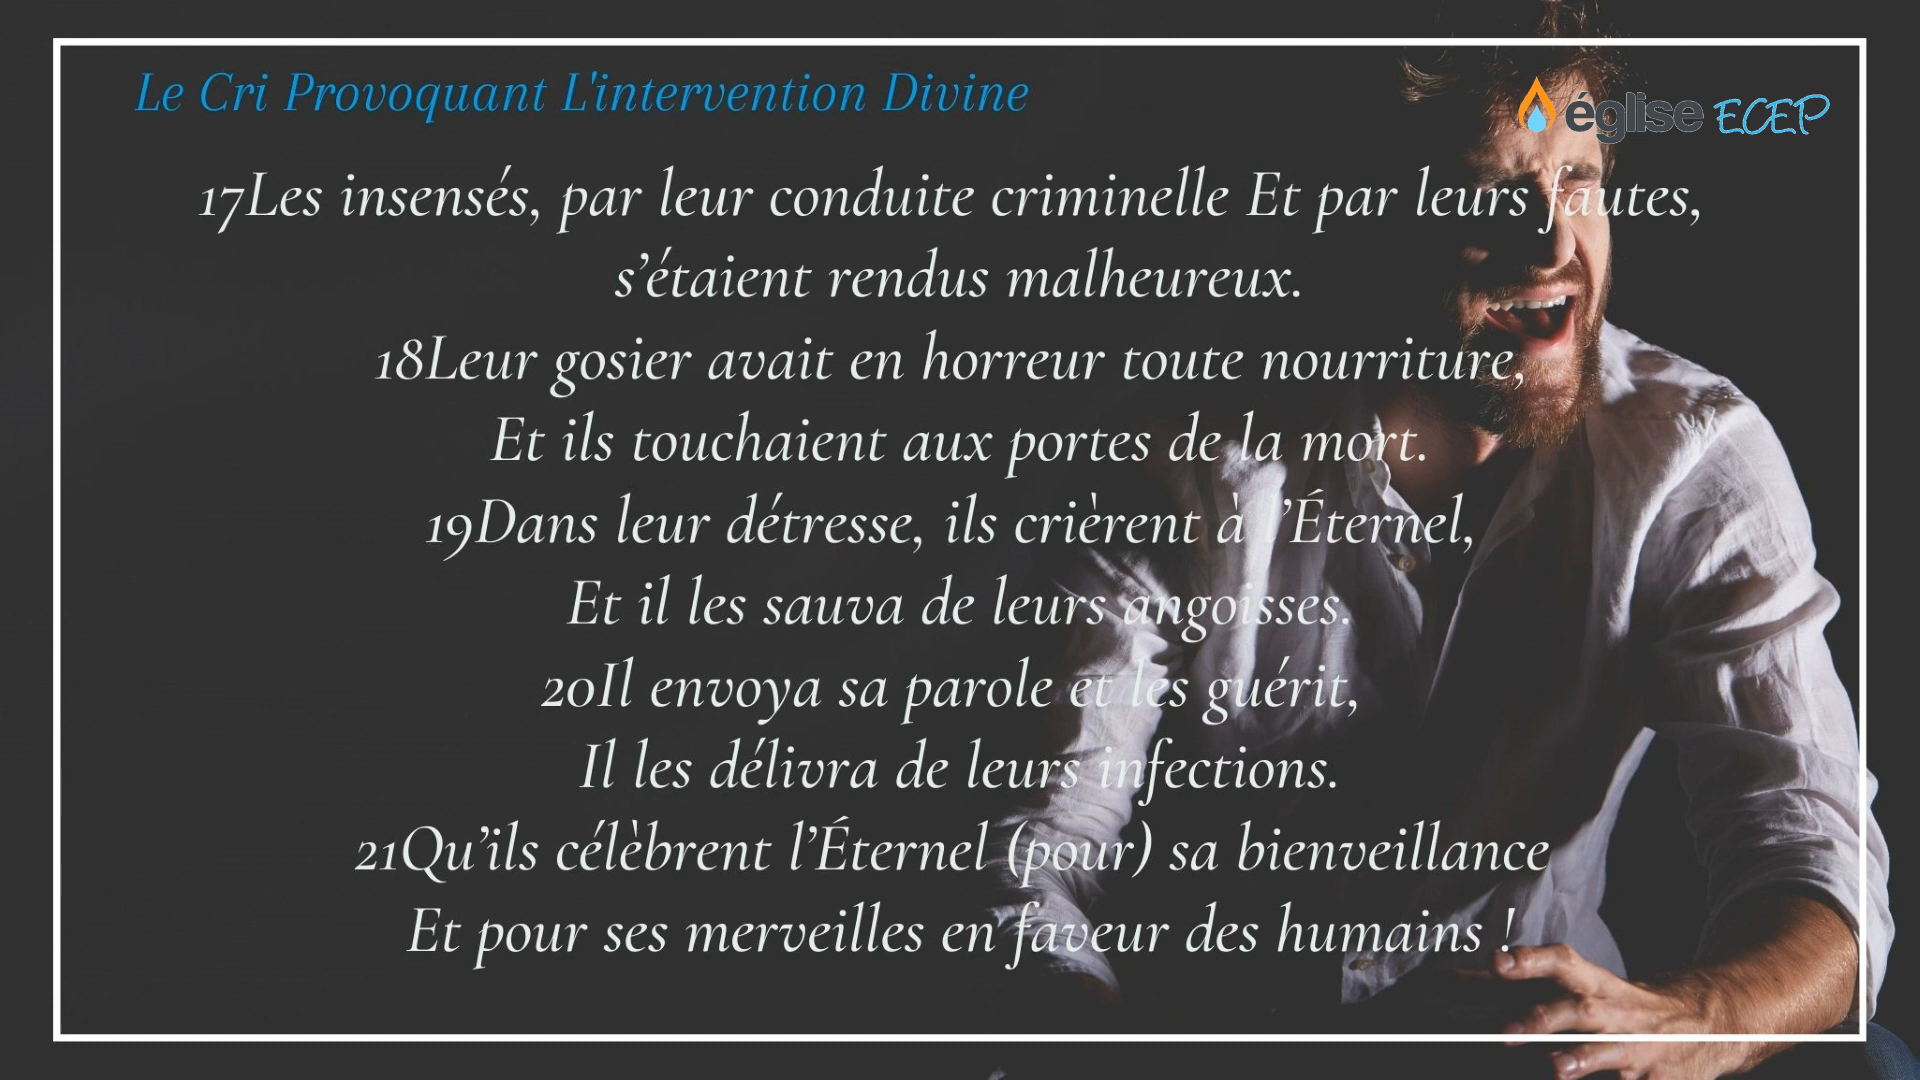 Le Cri Provoquant L'intervention Divine
église ECEP
17Les insensés, par leur conduite criminelle Et par leurs fautes,
s’étaient rendus malheureux.
18Leur gosier avait en horreur toute nourriture,
Et ils touchaient aux portes de la mort.
19Dans leur détresse, ils crièrent à l’Éternel,
Et il les sauva de leurs angoisses.
20Il envoya sa parole et les guérit,
Il les délivra de leurs infections.
21Qu’ils célèbrent l’Éternel (pour) sa bienveillance
Et pour ses merveilles en faveur des humains !